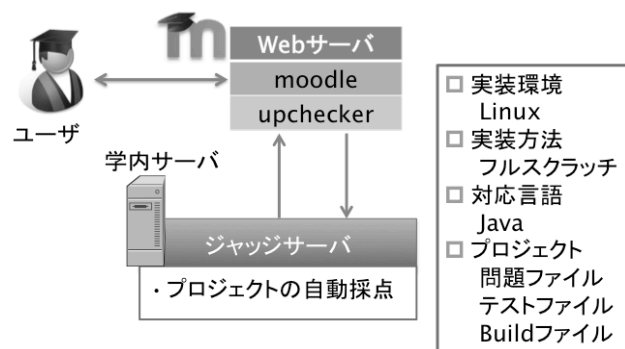 m
Webサーバ
moodle
upchecker
ユーザ
学内サーバ
ジャッジサーバ
・プロジェクトの自動採点
□ 実装環境
Linux
□ 実装方法
フルスクラッチ
□ 対応言語
Java
□ プロジェクト
問題ファイル
テストファイル
Buildファイル